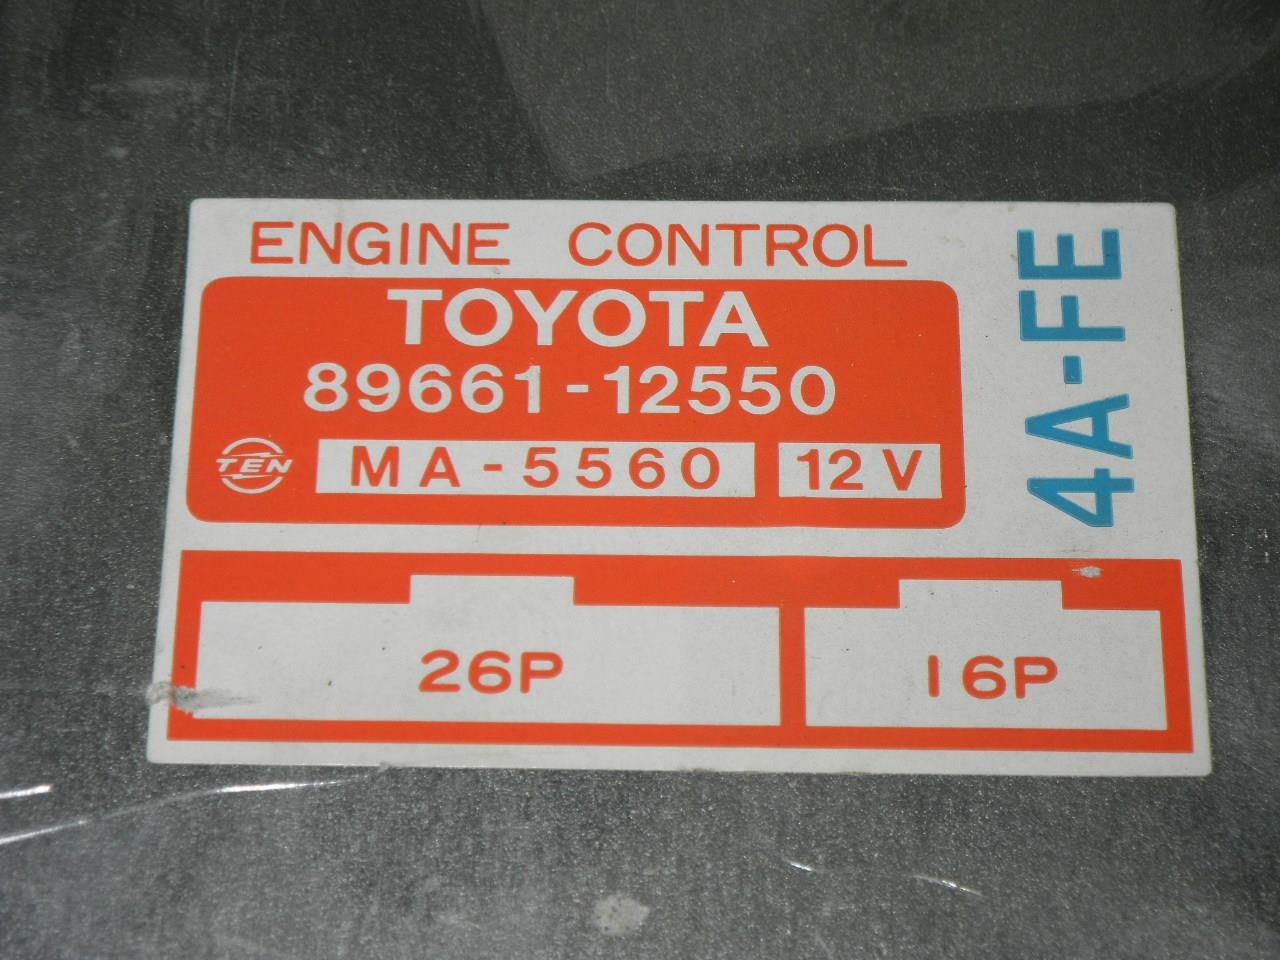 ENGINE CONTROL
TOYOTA
89661-12550
TEN MA-5560 12V
4A-FE
26P 16P